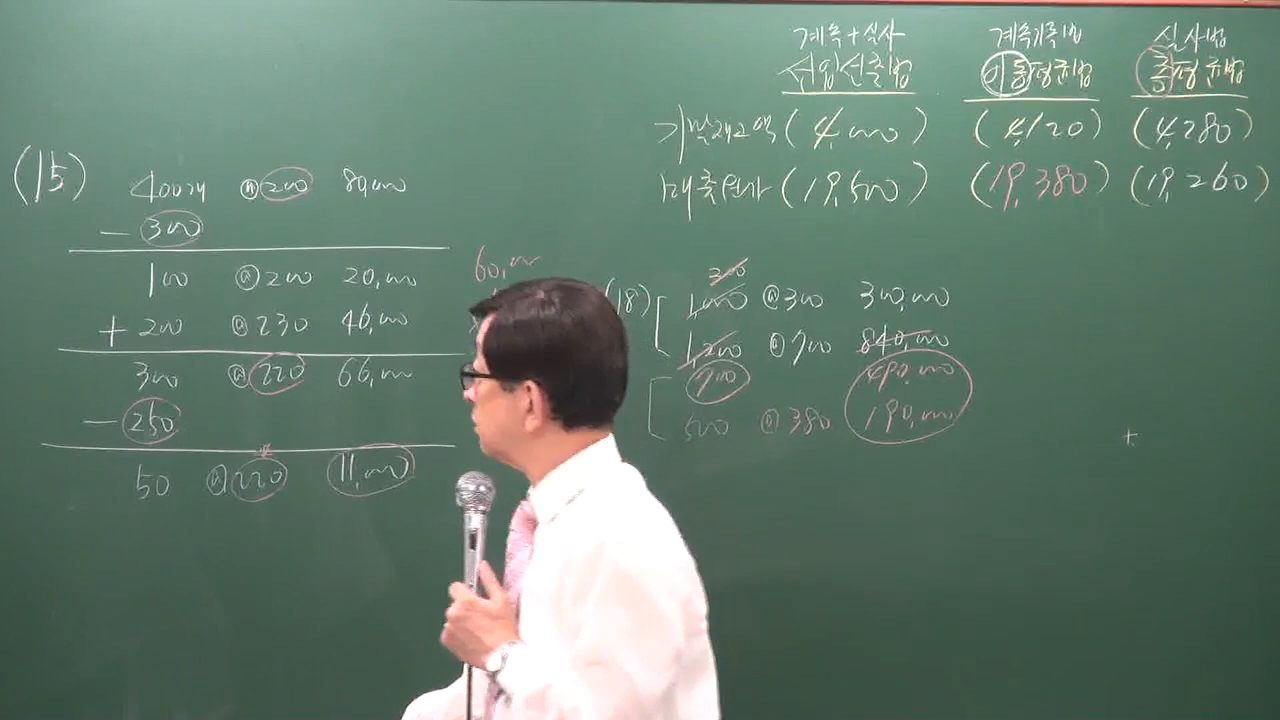 계속+실사 계속기록법 실사법
선입선출법 이동평균법 총평균법
기말재고액 (4,000) (4,120) (4,280)
매출원가 (19,500) (19,380) (19,260)
(15) 400개 @200 80,000
- 300
100 @200 20,000
+ 200 @230 46,000
300 @220 66,000
- 250
50 @220 11,000
60,000
(18) 300
1,000 @300 300,000
1,200 @700 840,000
700 490,000
500 @380 190,000